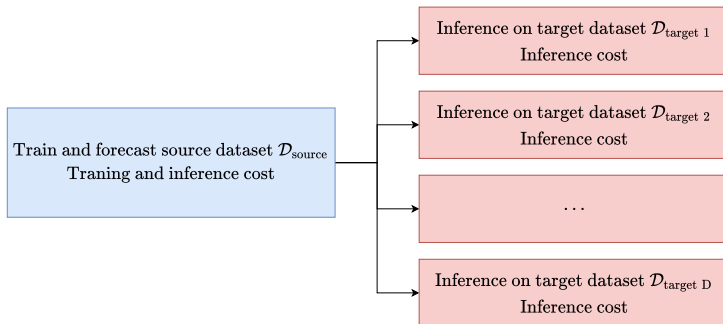 Train and forecast source dataset 𝒟source
Traning and inference cost
Inference on target dataset 𝒟target 1
Inference cost
Inference on target dataset 𝒟target 2
Inference cost
...
Inference on target dataset 𝒟target D
Inference cost